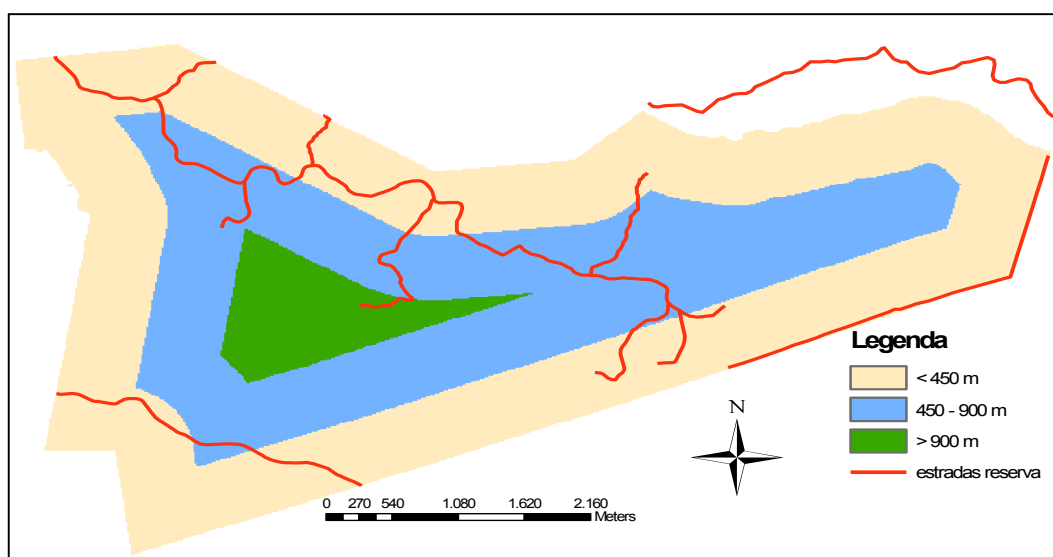 Legenda
< 450 m
450 - 900 m
> 900 m
estradas reserva
N
0 270 540 1.080 1.620 2.160
Meters